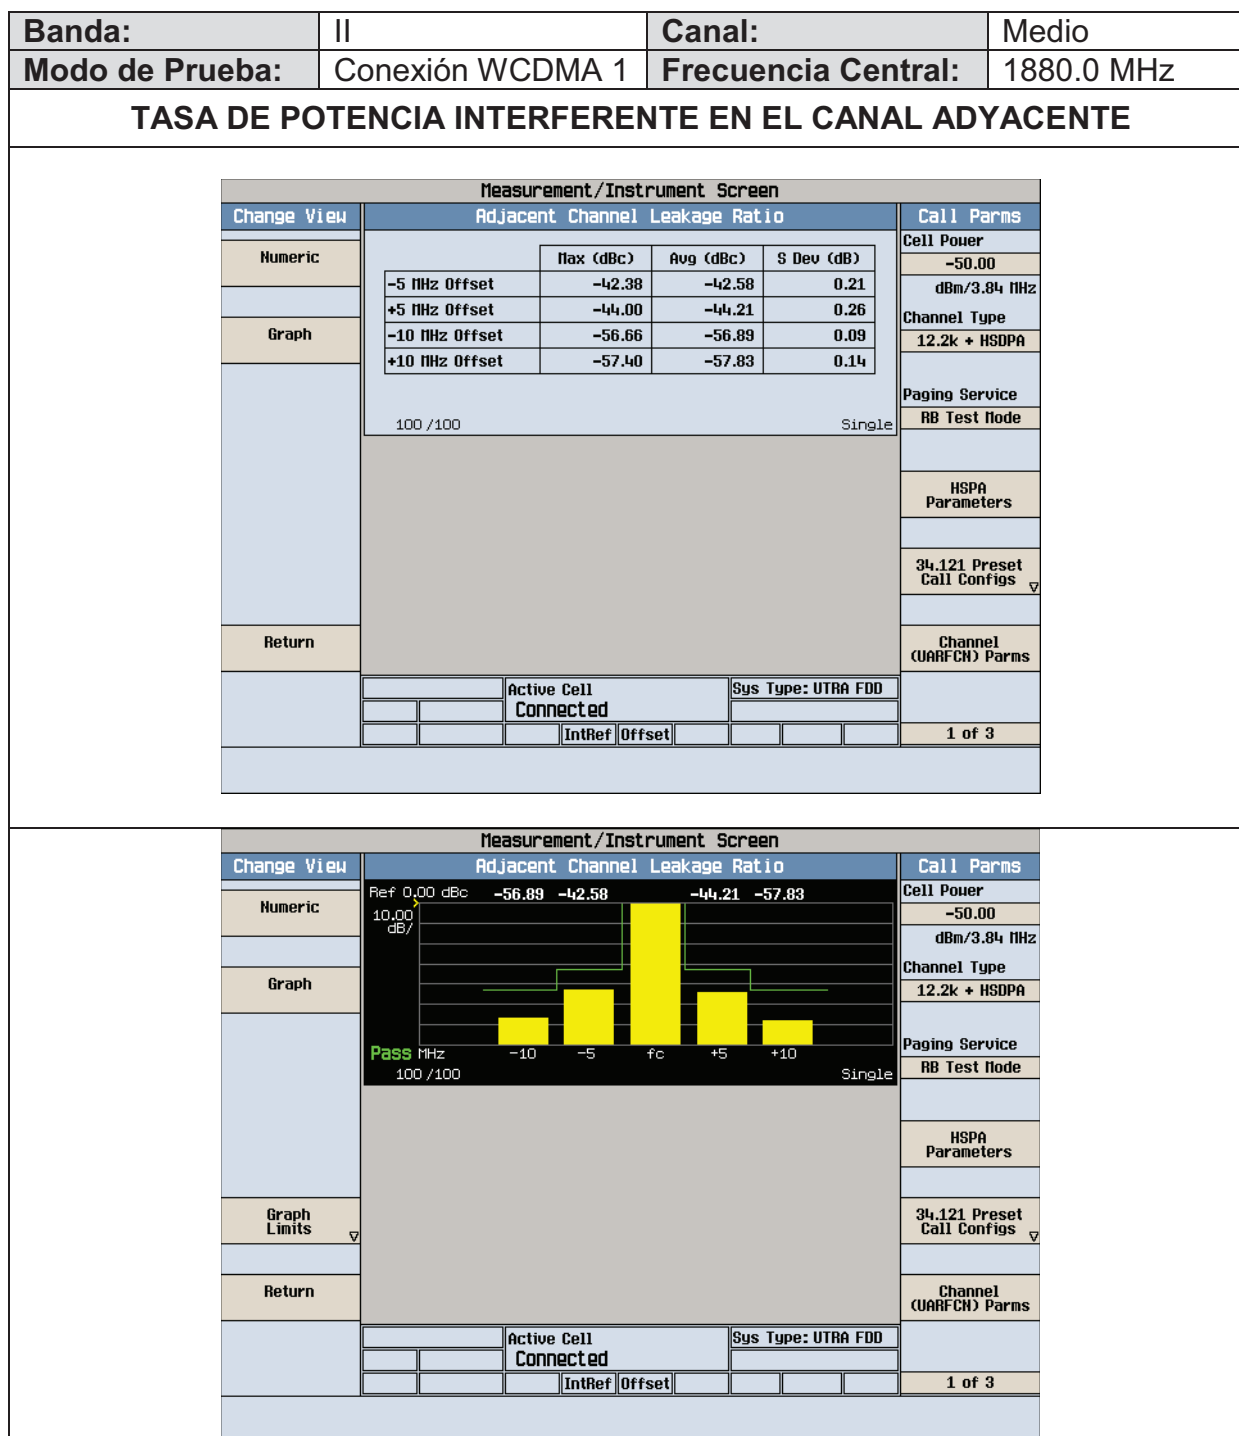 Banda: II Canal: Medio
Modo de Prueba: Conexión WCDMA 1 Frecuencia Central: 1880.0 MHz
TASA DE POTENCIA INTERFERENTE EN EL CANAL ADYACENTE
Measurement/Instrument Screen
Change View
Numeric
Graph
Return
Adjacent Channel Leakage Ratio
Max (dBc) Avg (dBc) S Dev (dB)
-5 MHz Offset -42.38 -42.58 0.21
+5 MHz Offset -44.00 -44.21 0.26
-10 MHz Offset -56.66 -56.89 0.09
+10 MHz Offset -57.40 -57.83 0.14
100/100 Single
Active Cell
Connected
Sys Type: UTRA FDD
IntRef Offset
Call Parms
Cell Power
-50.00
dBm/3.84 MHz
Channel Type
12.2k + HSDPA
Paging Service
RB Test Mode
HSPA
Parameters
34.121 Preset
Call Configs
Channel
(UARFCN) Parms
1 of 3
Measurement/Instrument Screen
Change View
Numeric
Graph
Graph
Limits
Return
Adjacent Channel Leakage Ratio
Ref 0.00 dBc -56.89 -42.58 -44.21 -57.83
10.00
dB/
Pass MHz -10 -5 fc +5 +10
100/100 Single
Active Cell
Connected
Sys Type: UTRA FDD
IntRef Offset
Call Parms
Cell Power
-50.00
dBm/3.84 MHz
Channel Type
12.2k + HSDPA
Paging Service
RB Test Mode
HSPA
Parameters
34.121 Preset
Call Configs
Channel
(UARFCN) Parms
1 of 3